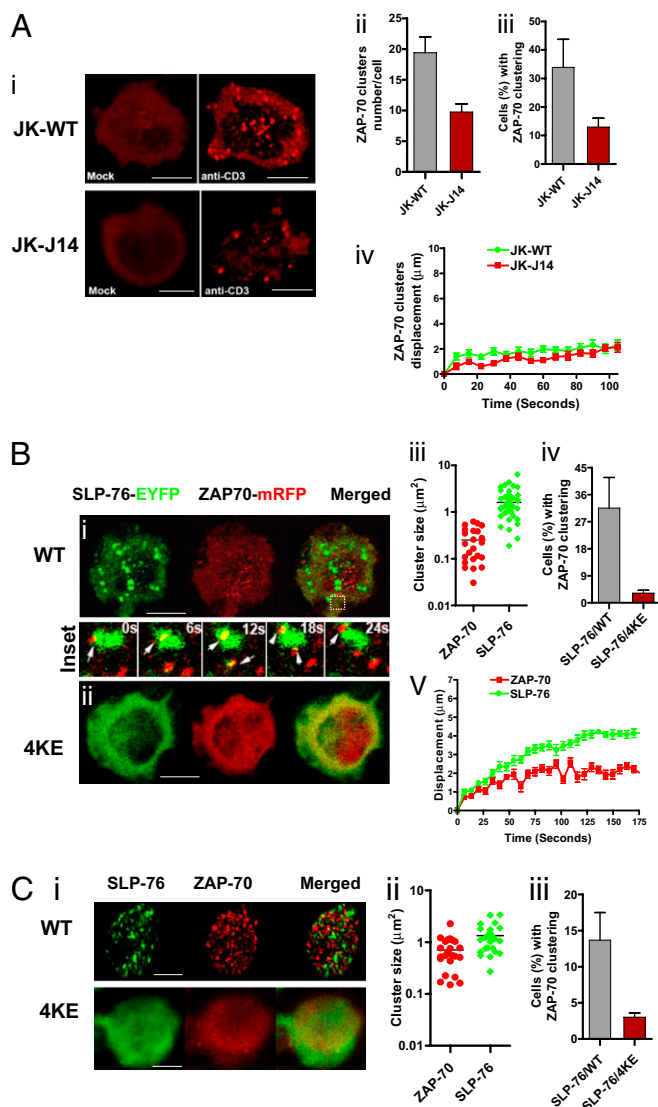 A
i
JK-WT
Mock
anti-CD3
JK-J14
Mock
anti-CD3
ii
ZAP-70 clusters
number/cell
25
20
15
10
5
0
JK-WT
JK-J14
iii
Cells (%) with
ZAP-70 clustering
50
40
30
20
10
0
JK-WT
JK-J14
iv
JK-WT
JK-J14
ZAP-70 clusters
displacement (µm)
10
8
6
4
2
0
0 20 40 60 80 100
Time (Seconds)
B
SLP-76-EYFP ZAP70-mRFP Merged
i
WT
Inset
0s 6s 12s 18s 24s
ii
4KE
iii
Cluster size (µm²)
100
10
1
0.1
0.01
ZAP-70
SLP-76
iv
Cells (%) with
ZAP-70 clustering
45
36
27
18
9
0
SLP-76/WT
SLP-76/4KE
V
ZAP-70
SLP-76
Displacement (µm)
7
6
5
4
3
2
1
0
0 25 50 75 100 125 150 175
Time (Seconds)
C
i
SLP-76 ZAP-70 Merged
WT
4KE
ii
Cluster size (µm²)
10
1
0.1
0.01
ZAP-70
SLP-76
iii
Cells (%) with
ZAP-70 clustering
20
15
10
5
0
SLP-76/WT
SLP-76/4KE